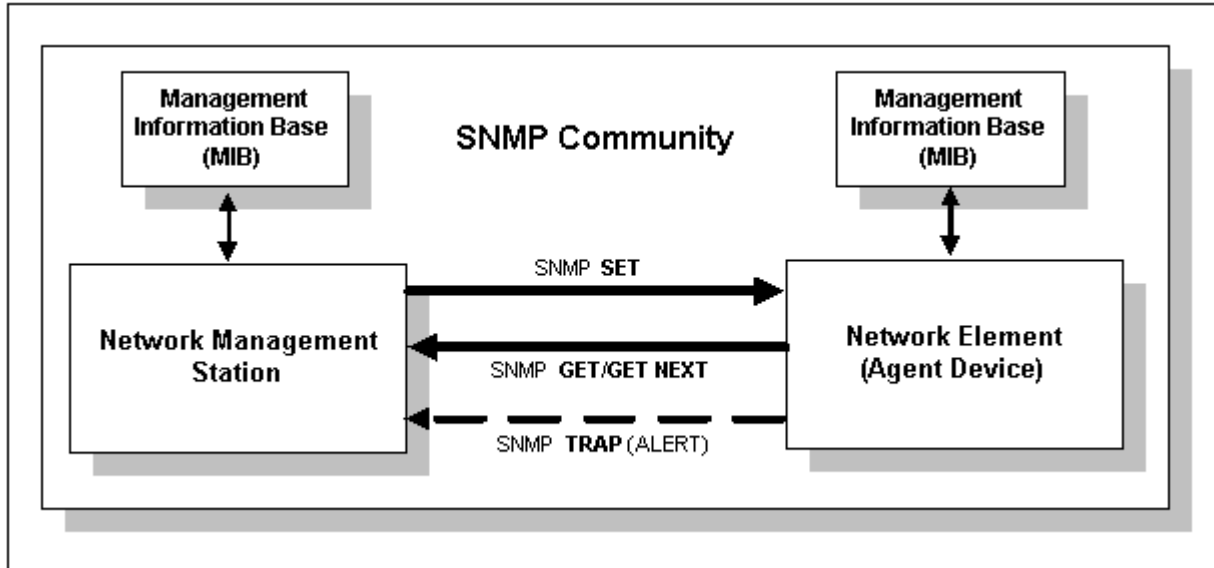 Management
Information Base
(MIB)
SNMP Community
Management
Information Base
(MIB)
SNMP SET
Network Management
Station
Network Element
(Agent Device)
SNMP GET/GET NEXT
SNMP TRAP (ALERT)